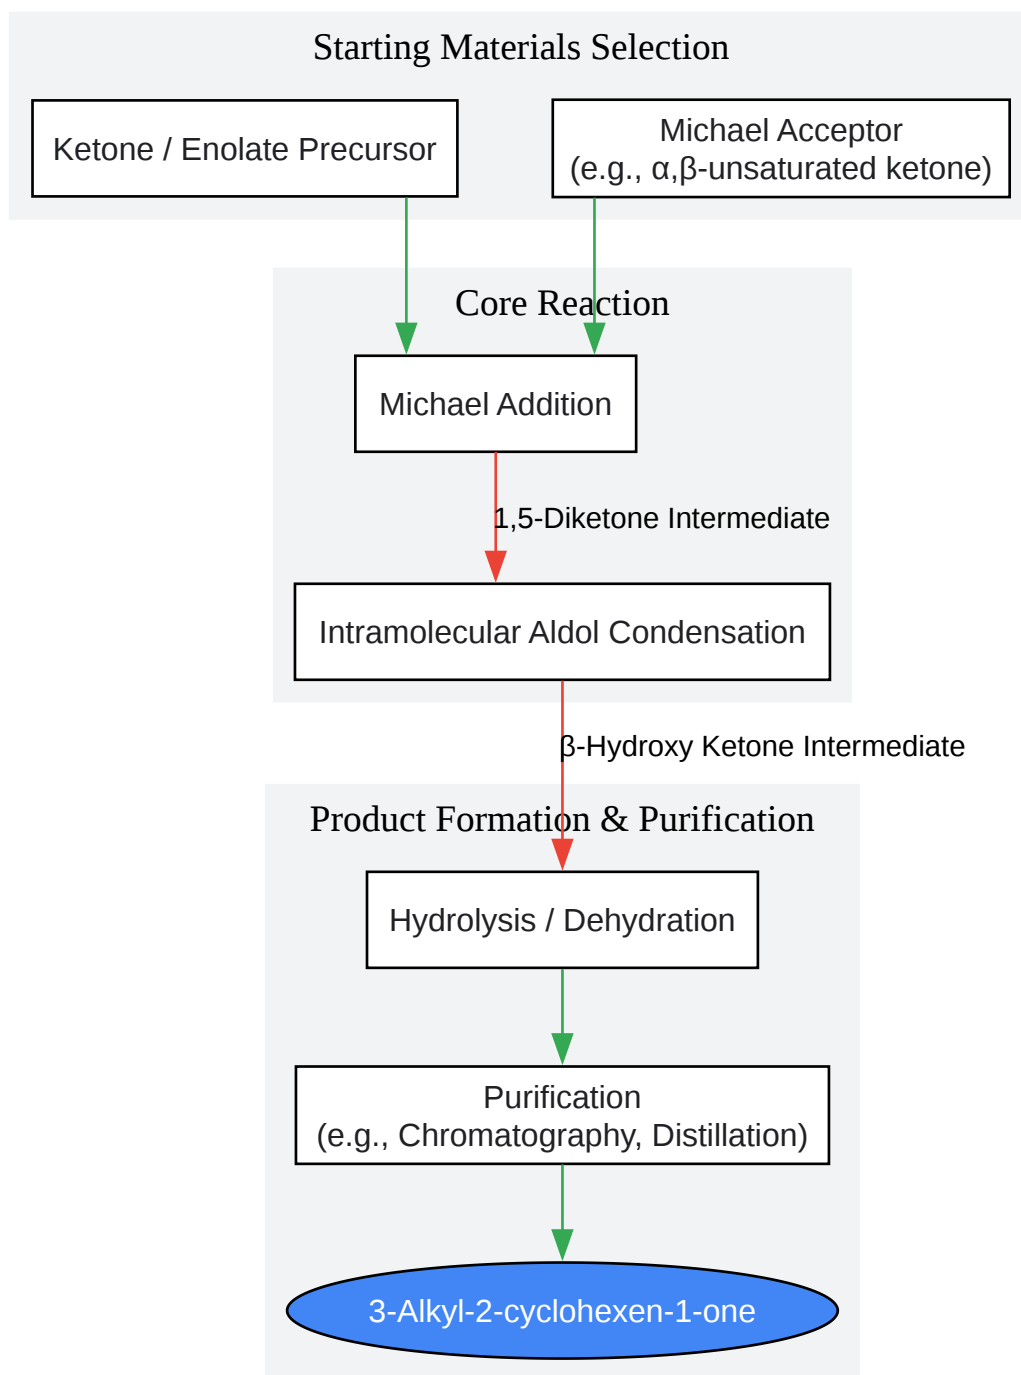 Starting Materials Selection
Ketone / Enolate Precursor
Michael Acceptor
(e.g., α,β-unsaturated ketone)
Core Reaction
Michael Addition
1,5-Diketone Intermediate
Intramolecular Aldol Condensation
β-Hydroxy Ketone Intermediate
Product Formation & Purification
Hydrolysis / Dehydration
Purification
(e.g., Chromatography, Distillation)
3-Alkyl-2-cyclohexen-1-one